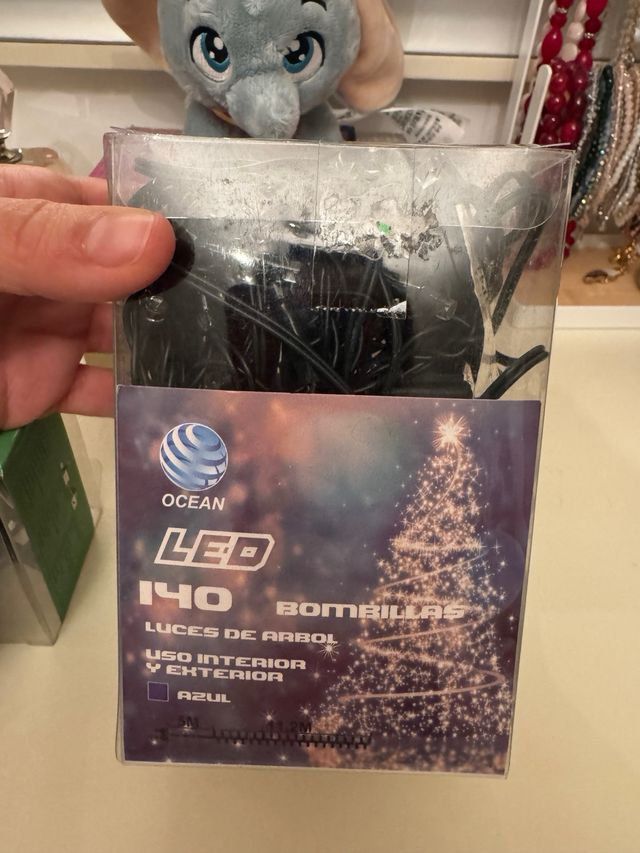 OCEAN
LED
140 BOMBILLAS
LUCES DE ARBOL
USO INTERIOR
Y EXTERIOR
AZUL
5M 11,2M